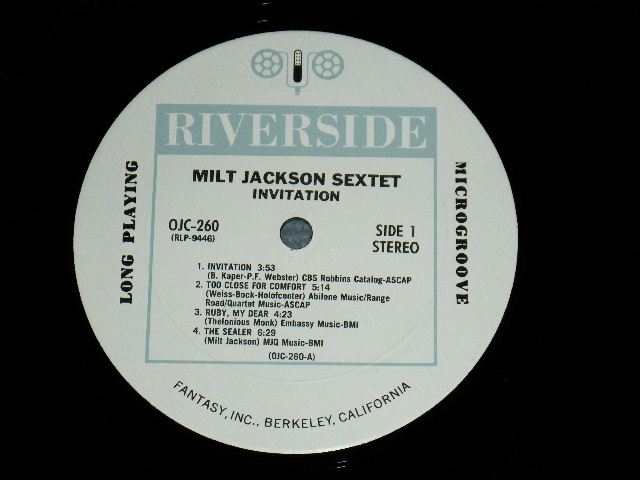 RIVERSIDE
LONG PLAYING
MICROGROOVE
MILT JACKSON SEXTET
INVITATION
OJC-260
(RLP-9446)
SIDE 1
STEREO
1. INVITATION 3:53
(B. Kaper-P.F. Webster) CBS Robbins Catalog-ASCAP
2. TOO CLOSE FOR COMFORT 5:14
(Weiss-Bock-Holofcenter) Abilene Music/Range
Road/Quartet Music-ASCAP
3. RUBY, MY DEAR 4:23
(Thelonious Monk) Embassy Music-BMI
4. THE SEALER 6:29
(Milt Jackson) MJQ Music-BMI
(OJC-260-A)
FANTASY, INC., BERKELEY, CALIFORNIA